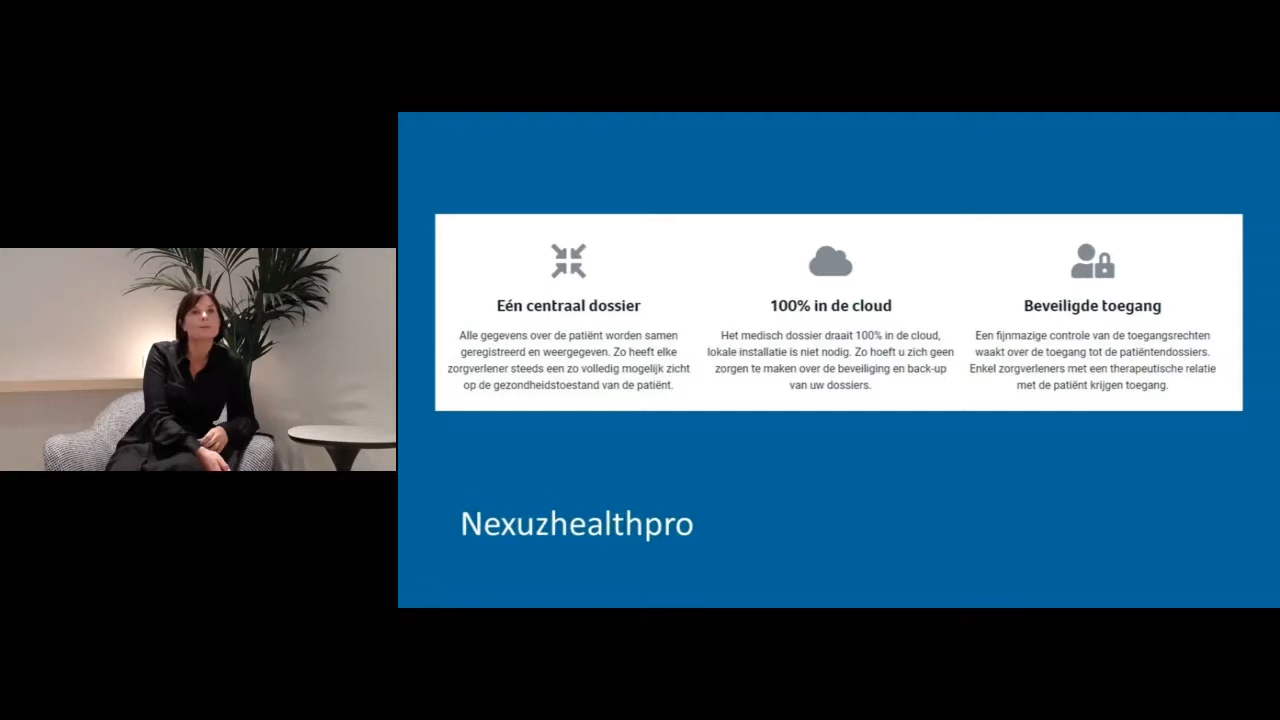 Eén centraal dossier
Alle gegevens over de patiënt worden samen
geregistreerd en weergegeven. Zo heeft elke
zorgverlener steeds een zo volledig mogelijk zicht
op de gezondheidstoestand van de patiënt.
100% in de cloud
Het medisch dossier draait 100% in de cloud,
lokale installatie is niet nodig. Zo hoeft u zich geen
zorgen te maken over de beveiliging en back-up
van uw dossiers.
Beveiligde toegang
Een fijnmazige controle van de toegangsrechten
waakt over de toegang tot de patiëntendossiers.
Enkel zorgverleners met een therapeutische relatie
met de patiënt krijgen toegang.
Nexuzhealthpro